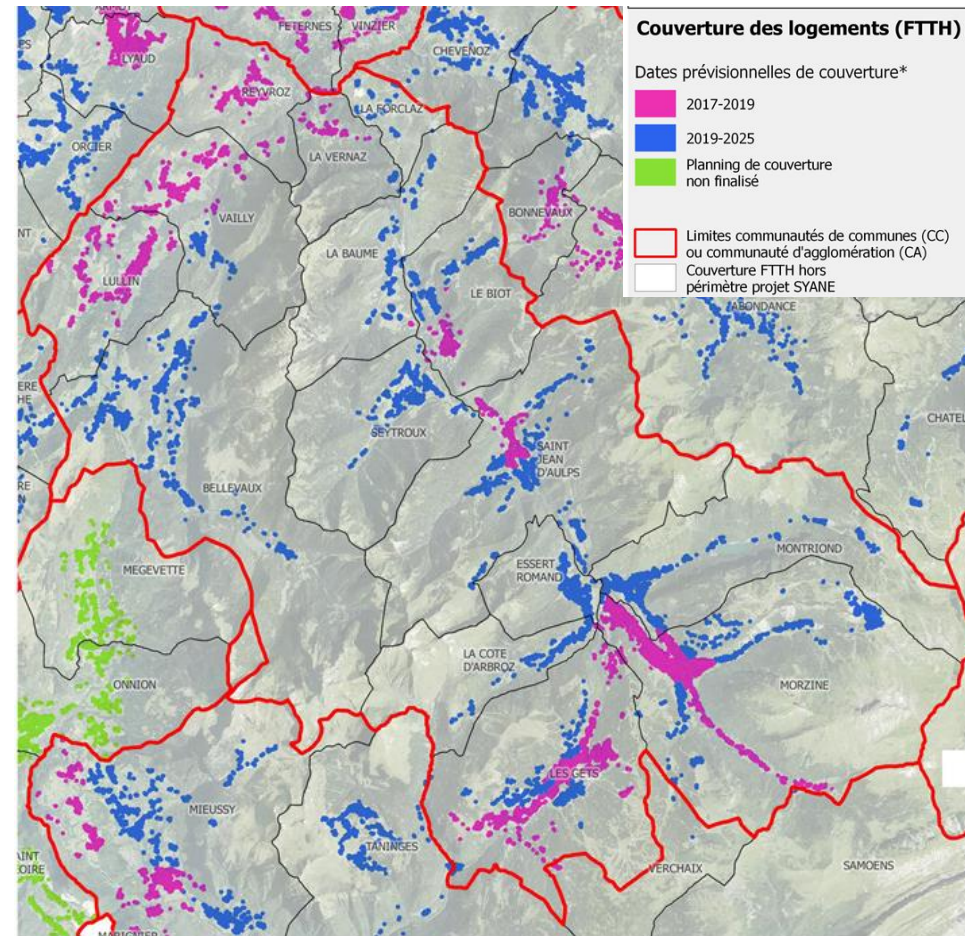 Couverture des logements (FTTH)
Dates prévisionnelles de couverture*
2017-2019
2019-2025
Planning de couverture
non finalisé
Limites communautés de communes (CC)
ou communauté d'agglomération (CA)
Couverture FTTH hors
périmètre projet SYANE
FETERNES
VINZIER
LYAUD
CHEVENOZ
REYVROZ
LA FORCLAZ
ORCIER
LA VERNAZ
VAILLY
BONNEVAUX
LA BAUME
LULLIN
LE BIOT
ABONDANCE
SEYTROUX
SAINT
JEAN
D'AULPS
BELLEVAUX
MEGEVETTE
ESSERT
ROMAND
MONTRIOND
LA COTE
D'ARBROZ
ONNION
MORZINE
LES GETS
MIEUSSY
TANINGES
VERCHAIX
SAMOENS
MARIGNIER